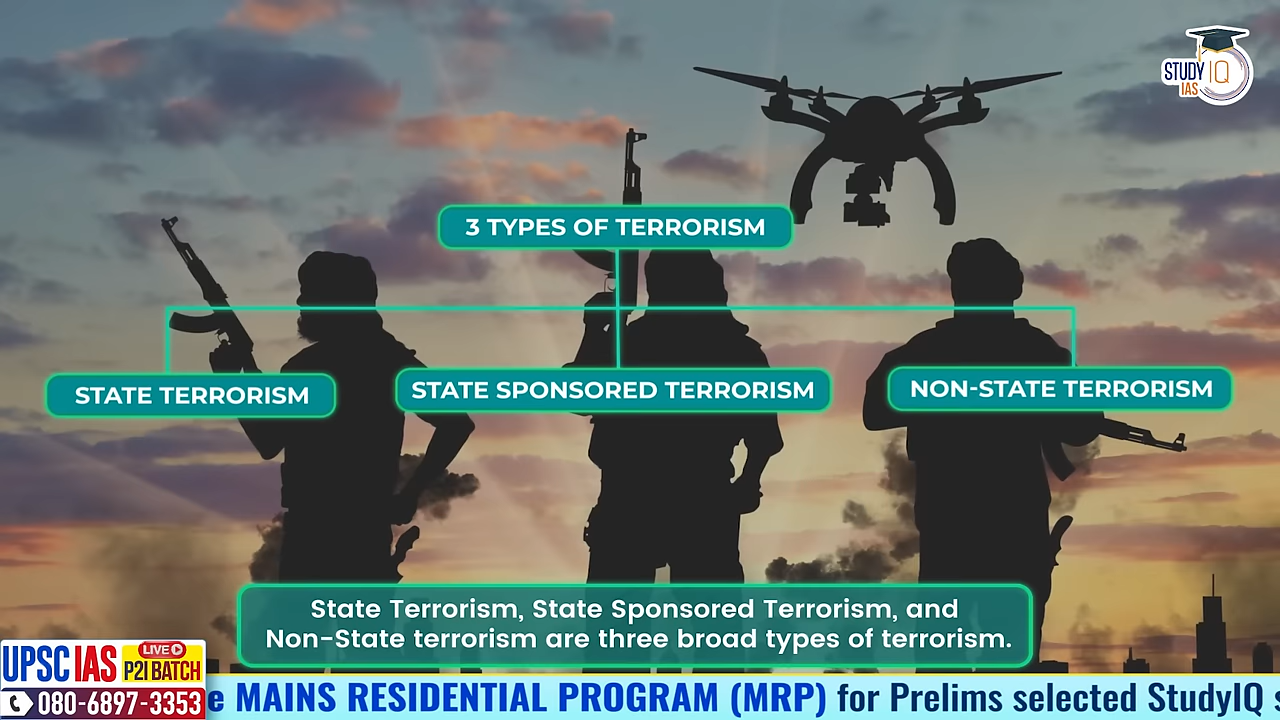 STUDY IQ
IAS
3 TYPES OF TERRORISM
STATE TERRORISM
STATE SPONSORED TERRORISM
NON-STATE TERRORISM
State Terrorism, State Sponsored Terrorism, and
Non-State terrorism are three broad types of terrorism.
UPSC IAS LIVE P2I BATCH
080-6897-3353
e MAINS RESIDENTIAL PROGRAM (MRP) for Prelims selected StudyIQ s